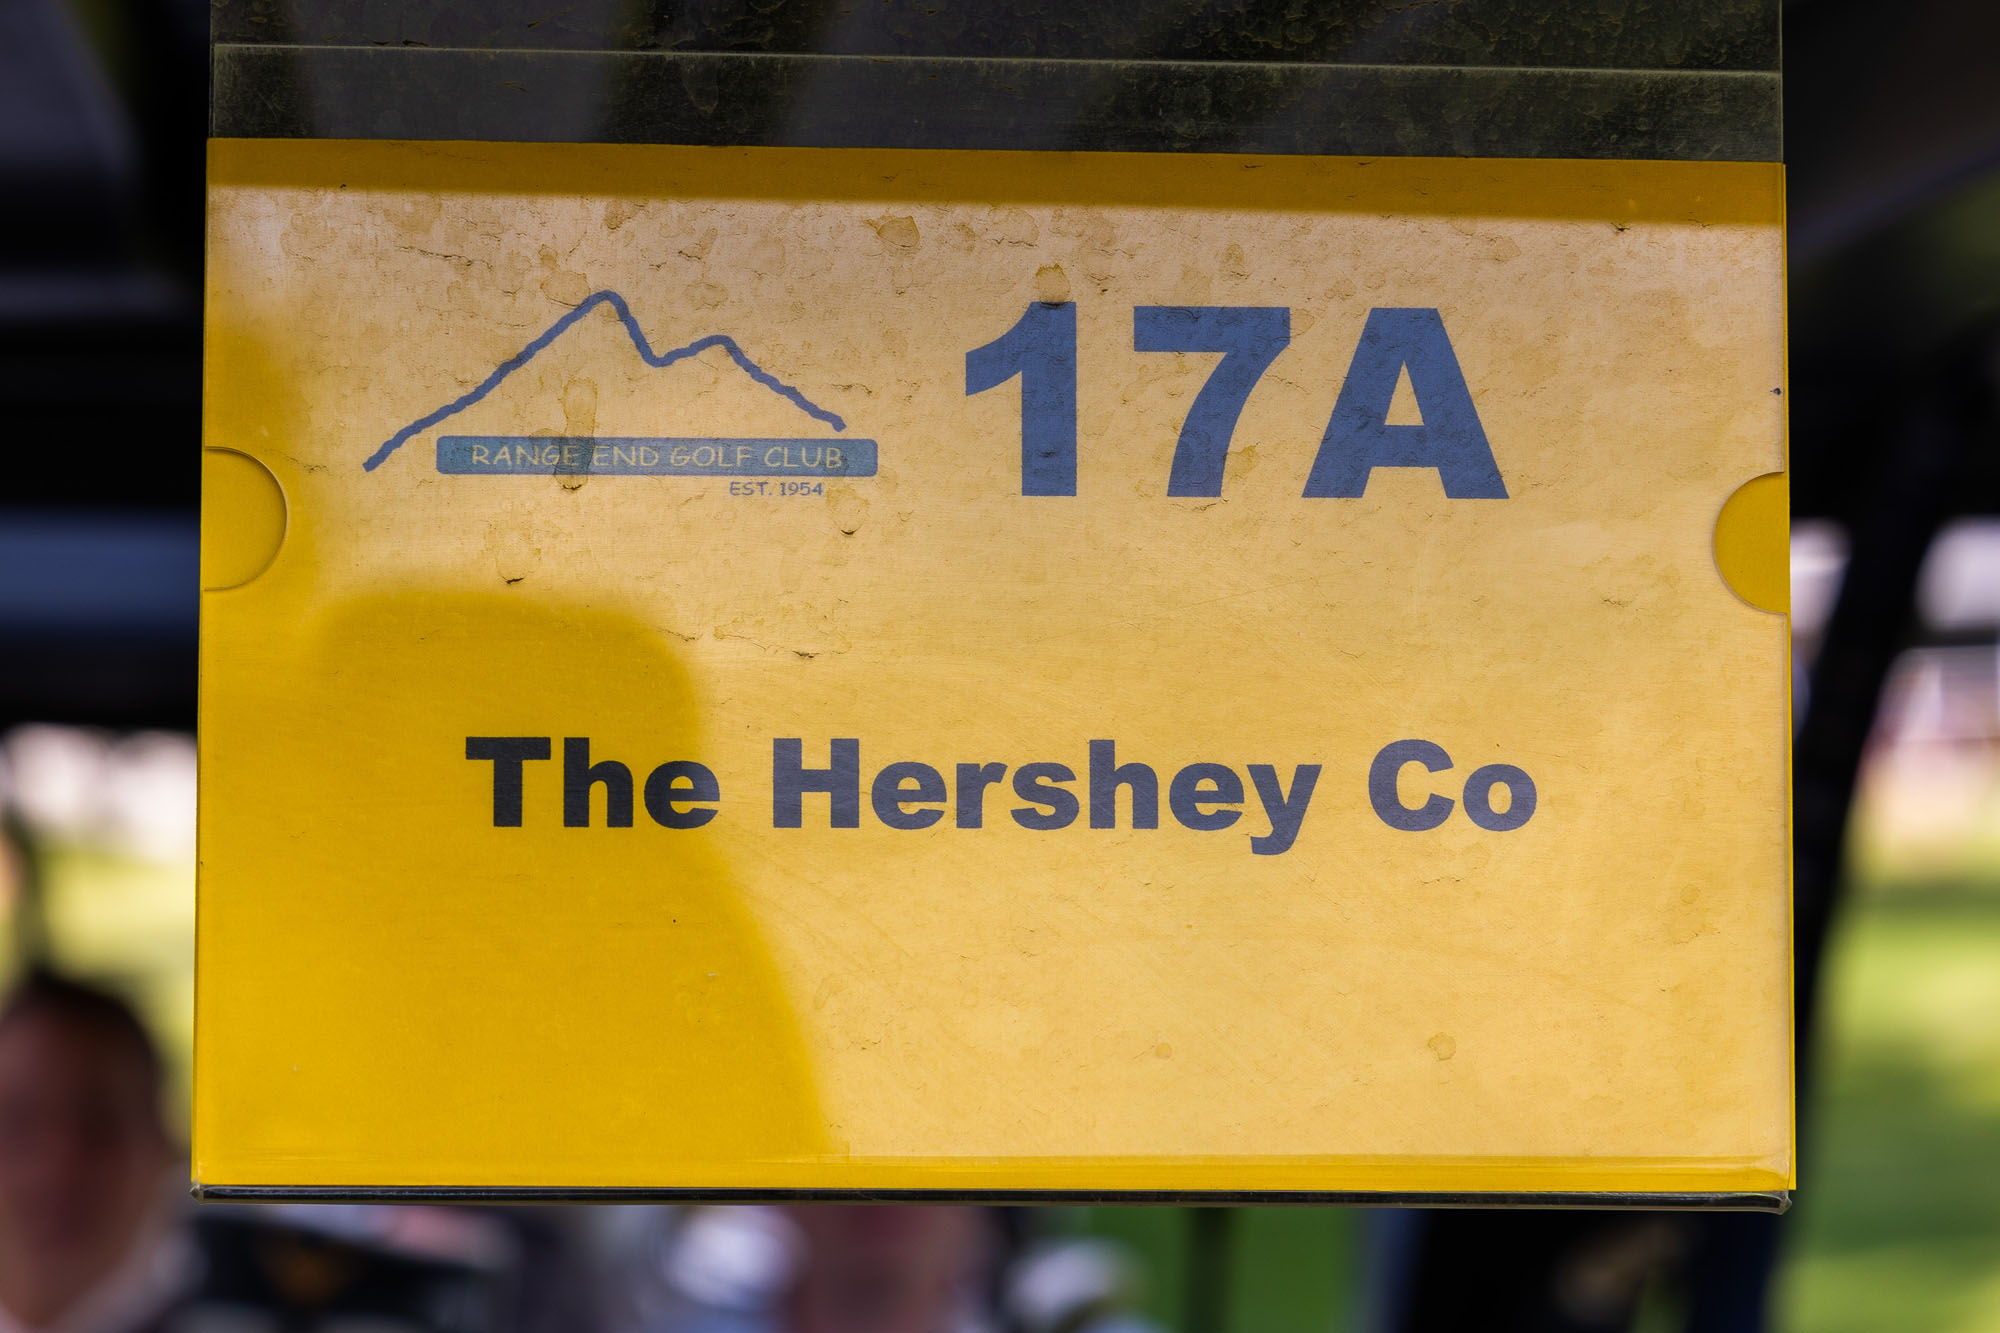 17A
RANGE END GOLF CLUB
EST. 1954
The Hershey Co